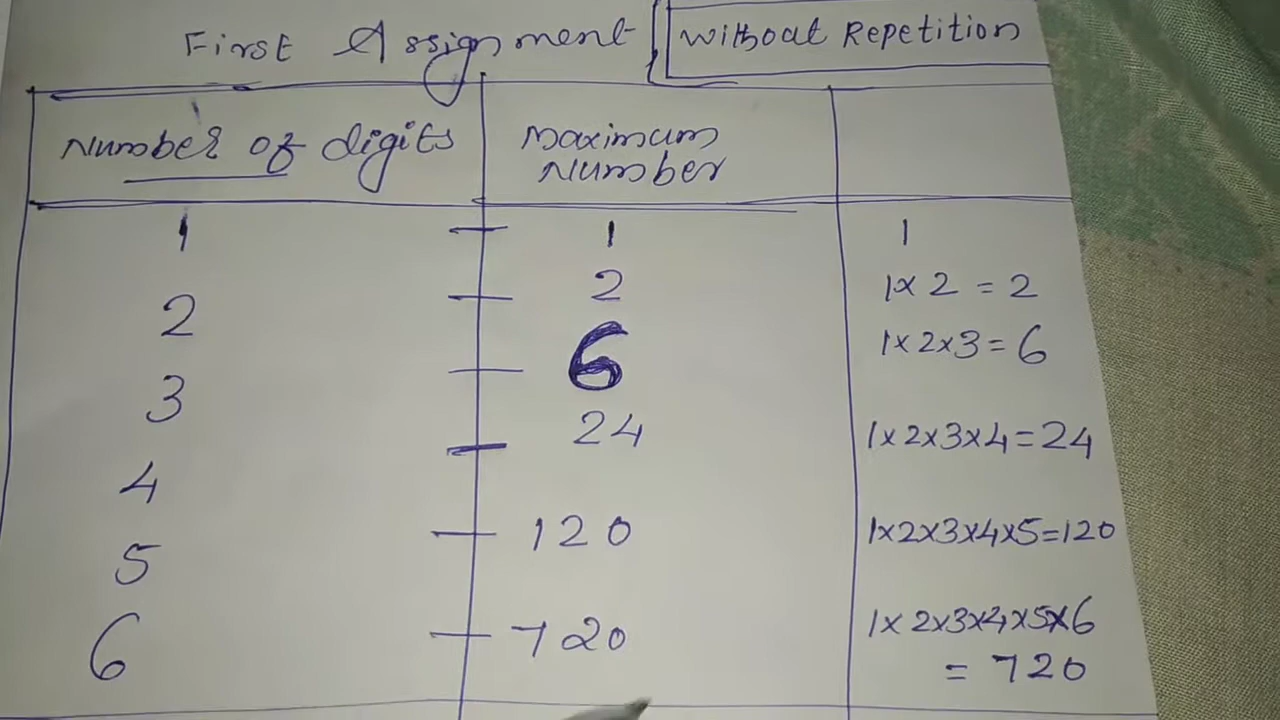 First Assignment Without Repetition
Number of digits Maximum Number
1 1 1
2 2 1x2=2
3 6 1x2x3=6
4 24 1x2x3x4=24
5 120 1x2x3x4x5=120
6 720 1x2x3x4x5x6
= 720